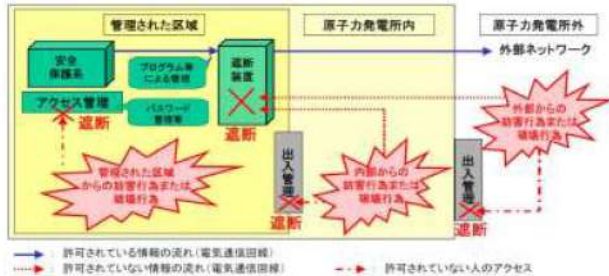 管理された区域
原子力発電所内
原子力発電所外
安全
保護系
プログラム等
による管理
遮断
装置
外部ネットワーク
アクセス管理
パスワード
管理等
遮断
遮断
外部からの
妨害行為または
破壊行為
管理された区域
からの妨害行為または
破壊行為
出入管理
内部からの
妨害行為または
破壊行為
出入管理
遮断
遮断
: 許可されている情報の流れ(電気通信回線)
: 許可されていない情報の流れ(電気通信回線)
: 許可されていない人のアクセス